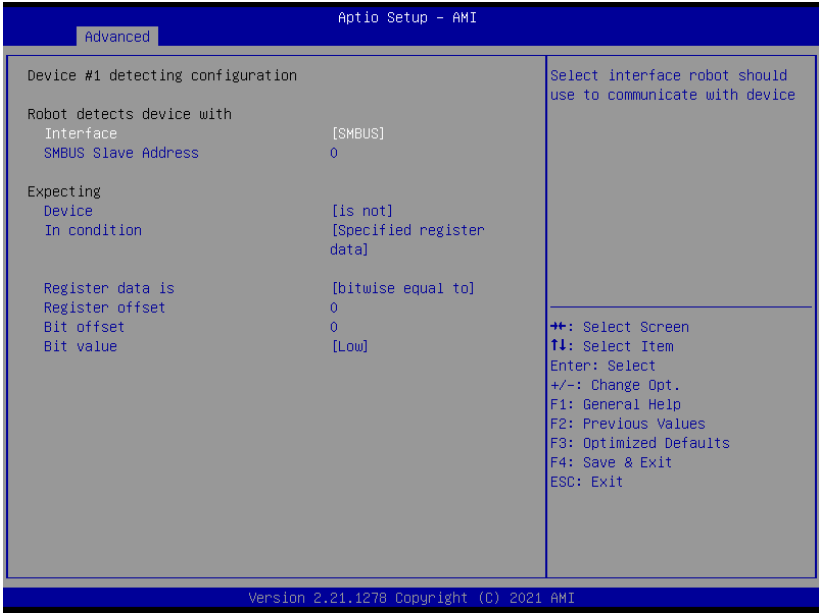 Aptio Setup – AMI
Advanced
Device #1 detecting configuration
Robot detects device with
Interface [SMBUS]
SMBUS Slave Address 0
Expecting
Device [is not]
In condition [Specified register
data]
Register data is [bitwise equal to]
Register offset 0
Bit offset 0
Bit value [Low]
Select interface robot should
use to communicate with device
→←: Select Screen
↑↓: Select Item
Enter: Select
+/-: Change Opt.
F1: General Help
F2: Previous Values
F3: Optimized Defaults
F4: Save & Exit
ESC: Exit
Version 2.21.1278 Copyright (C) 2021 AMI